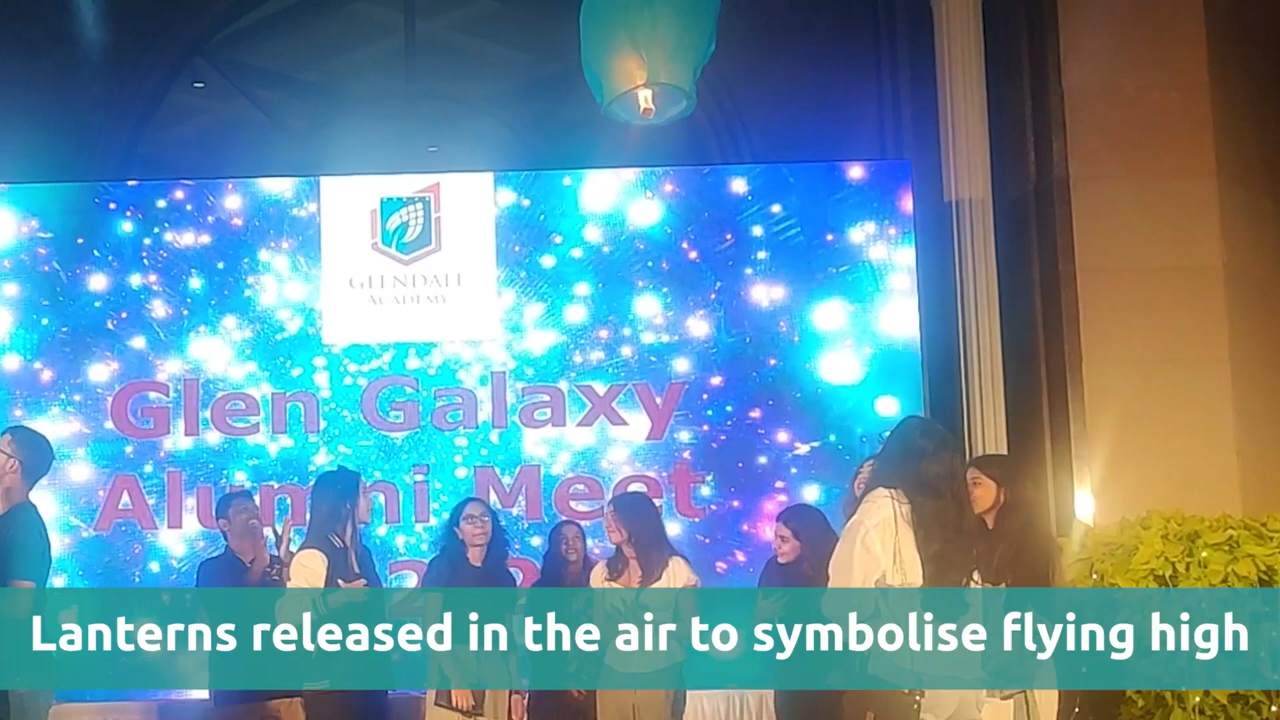 GLENDALE
ACADEMY
Glen Galaxy
Alumni Meet
Lanterns released in the air to symbolise flying high